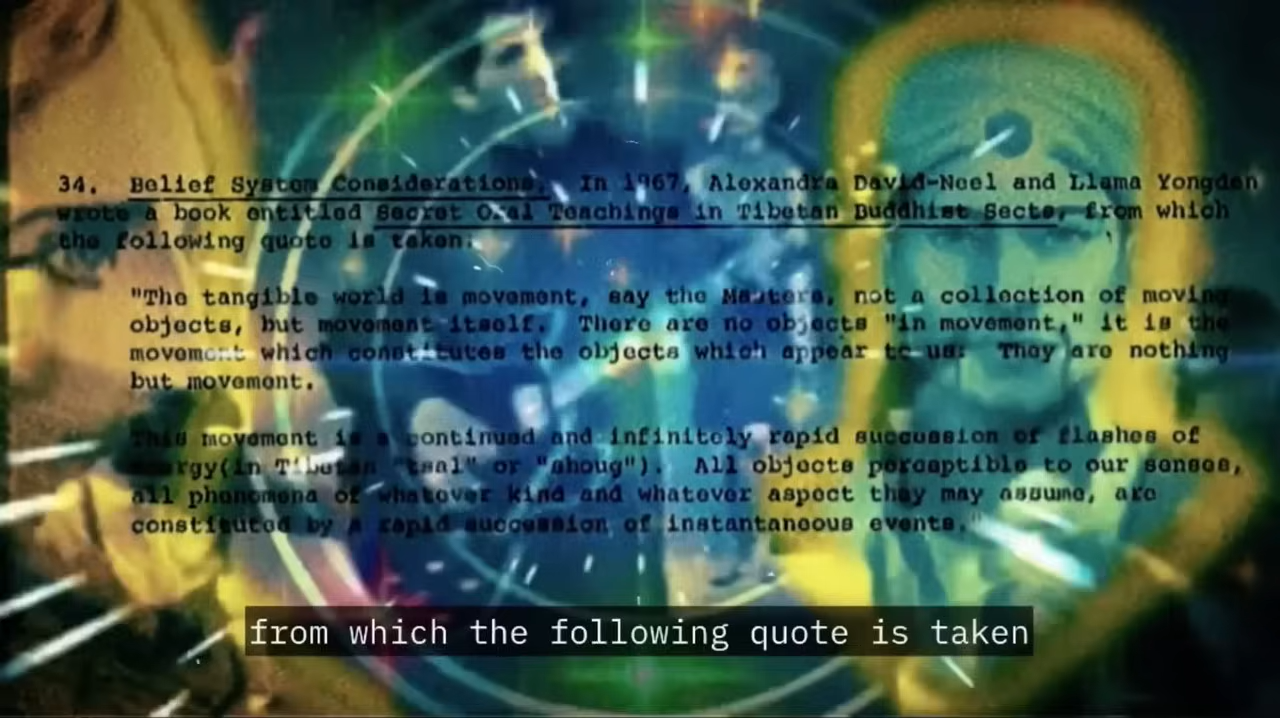 34. Belief System Considerations. In 1967, Alexandra David-Neel and Llama Yongden
wrote a book entitled Secret Oral Teachings in Tibetan Buddhist Sects, from which
the following quote is taken:
"The tangible world is movement, say the Masters, not a collection of moving
objects, but movement itself. There are no objects "in movement," it is the
movement which constitutes the objects which appear to us: They are nothing
but movement.
This movement is a continued and infinitely rapid succession of flashes of
energy(in Tibetan "tsal" or "shoug"). All objects perceptible to our senses,
all phenomena of whatever kind and whatever aspect they may assume, are
constituted by a rapid succession of instantaneous events."
from which the following quote is taken